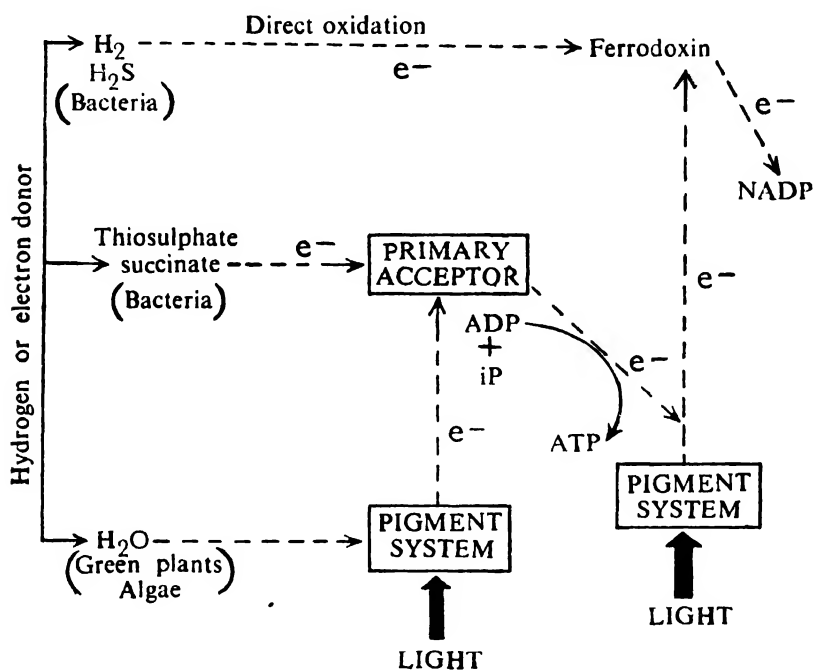 Direct oxidation
H2
e-
Ferrodoxin
H2S
(Bacteria)
e-
NADP
Hydrogen or electron donor
Thiosulphate
succinate
(Bacteria)
e-
PRIMARY
ACCEPTOR
e-
ADP
+
iP
e-
ATP
e-
PIGMENT
SYSTEM
H2O
(Green plants)
Algae
PIGMENT
SYSTEM
LIGHT
LIGHT